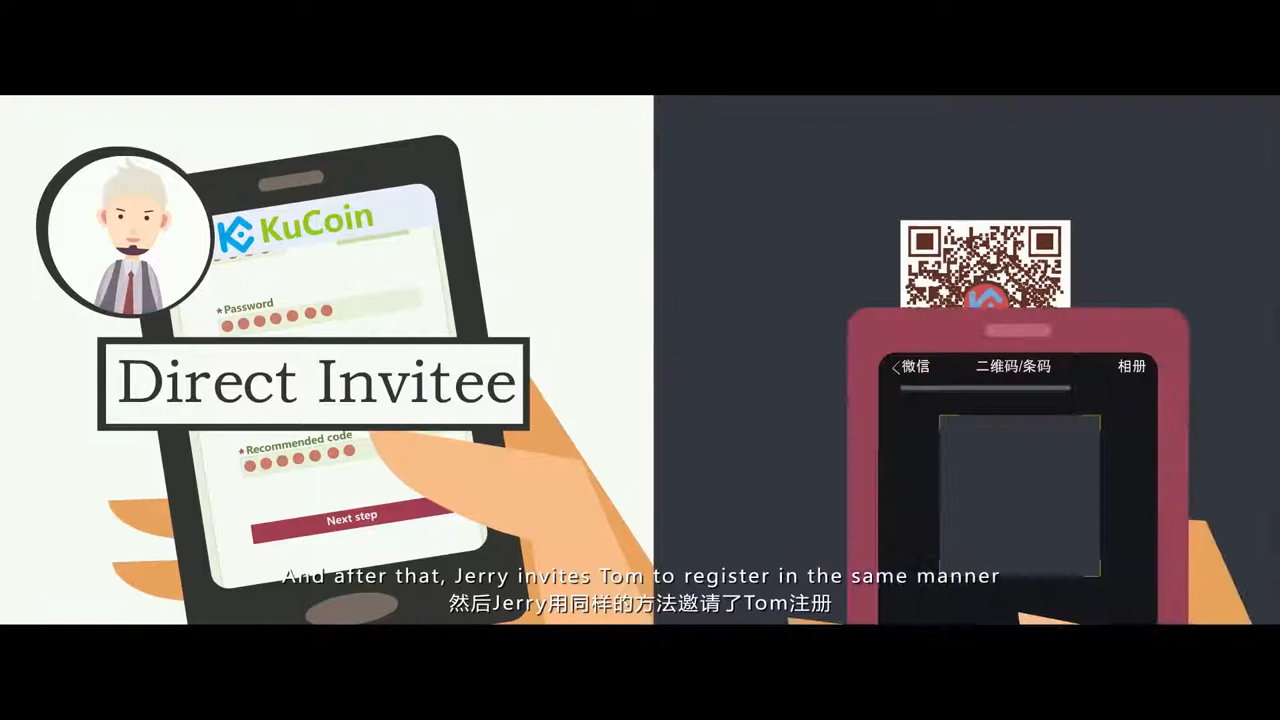 KuCoin
*Password
Direct Invitee
*Recommended code
Next step
微信
二维码/条码
相册
And after that, Jerry invites Tom to register in the same manner
然后Jerry用同样的方法邀请了Tom注册